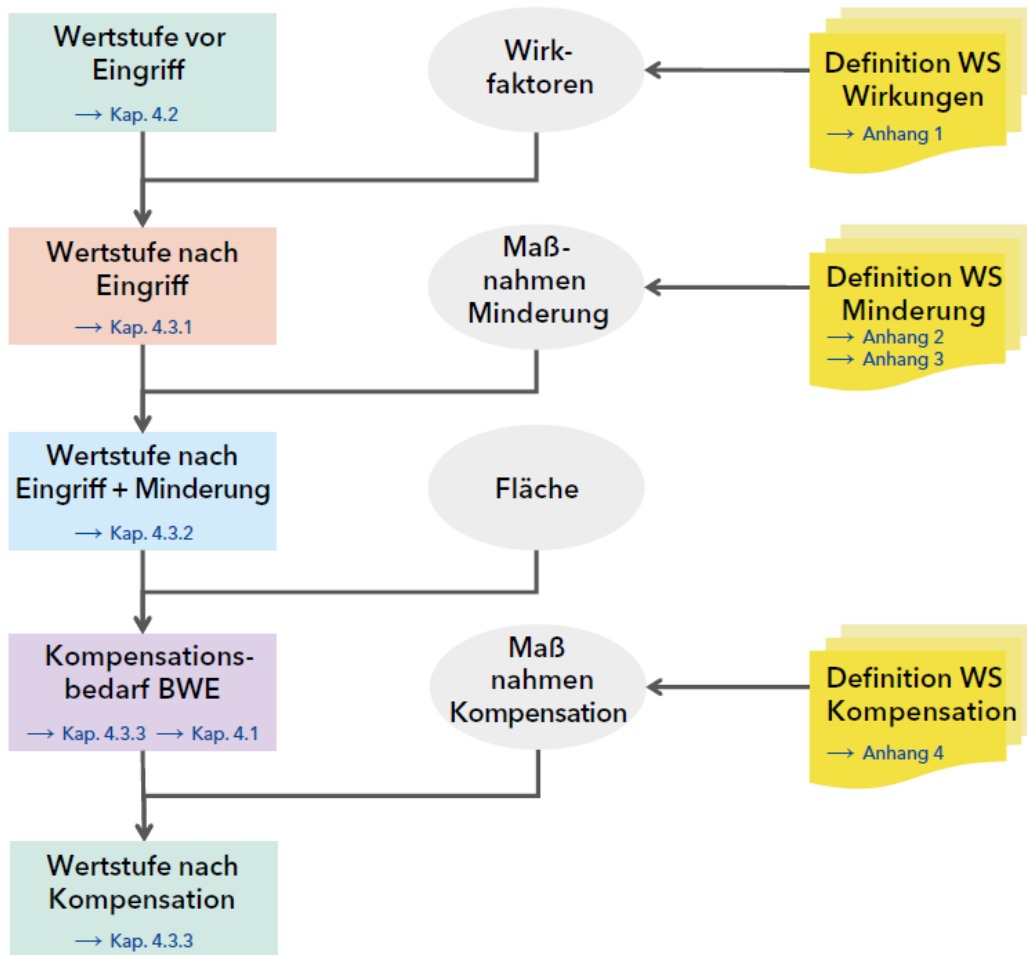 Wertstufe vor
Eingriff
→ Kap. 4.2
Wirk-
faktoren
Definition WS
Wirkungen
→ Anhang 1
Wertstufe nach
Eingriff
→ Kap. 4.3.1
Maß-
nahmen
Minderung
Definition WS
Minderung
→ Anhang 2
→ Anhang 3
Wertstufe nach
Eingriff + Minderung
→ Kap. 4.3.2
Fläche
Kompensations-
bedarf BWE
→ Kap. 4.3.3 → Kap. 4.1
Maß
nahmen
Kompensation
Definition WS
Kompensation
→ Anhang 4
Wertstufe nach
Kompensation
→ Kap. 4.3.3